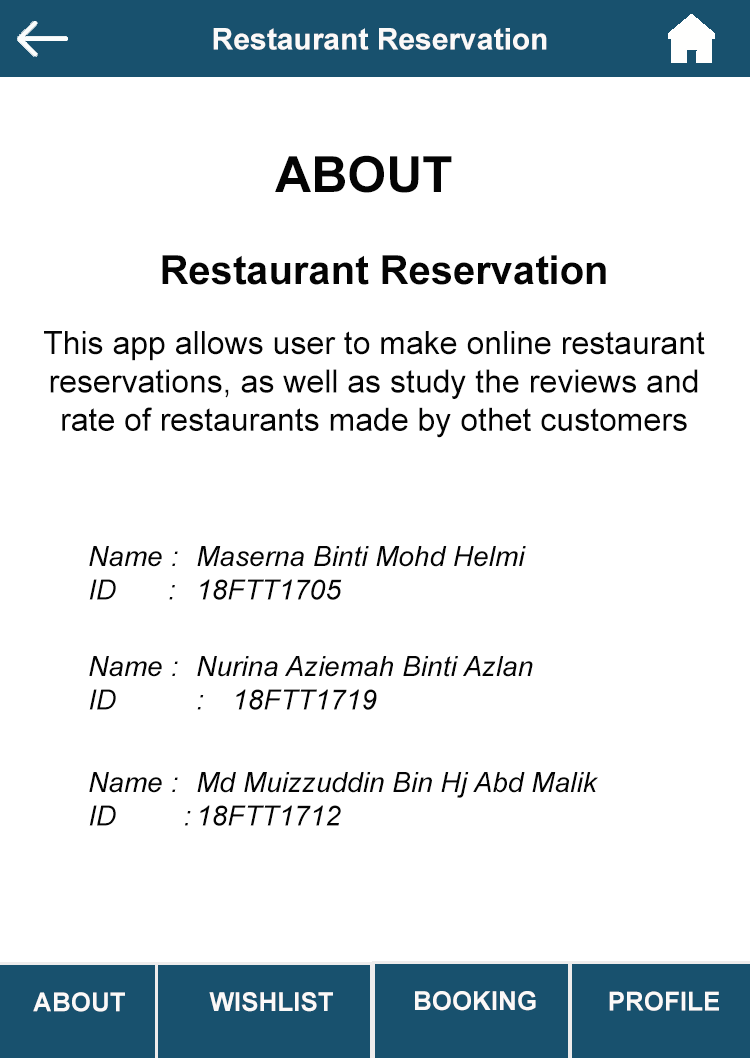 Restaurant Reservation
ABOUT
Restaurant Reservation
This app allows user to make online restaurant
reservations, as well as study the reviews and
rate of restaurants made by othet customers
Name : Maserna Binti Mohd Helmi
ID : 18FTT1705
Name : Nurina Aziemah Binti Azlan
ID : 18FTT1719
Name : Md Muizzuddin Bin Hj Abd Malik
ID : 18FTT1712
ABOUT WISHLIST BOOKING PROFILE